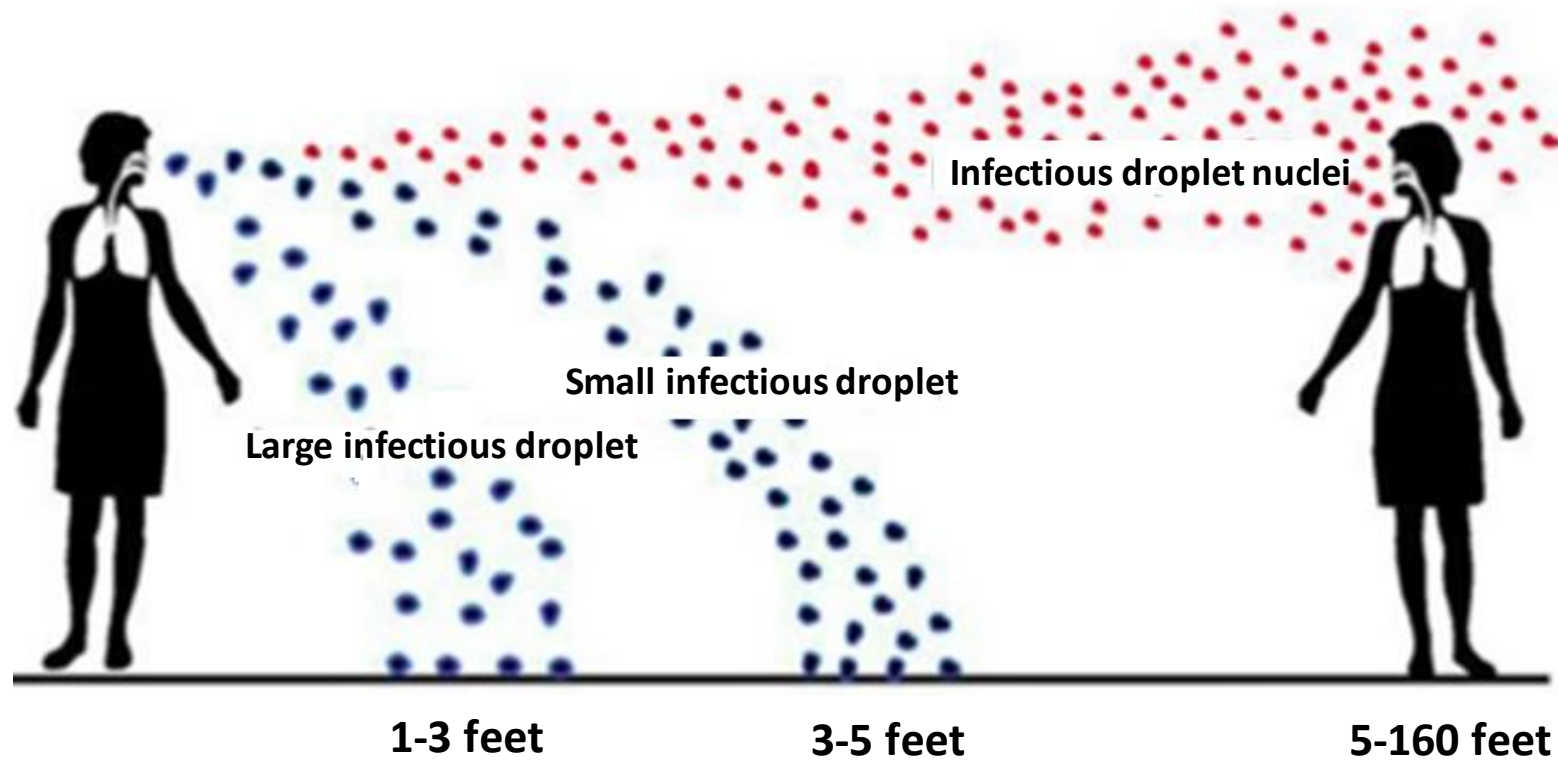 Infectious droplet nuclei
Small infectious droplet
Large infectious droplet
1-3 feet
3-5 feet
5-160 feet